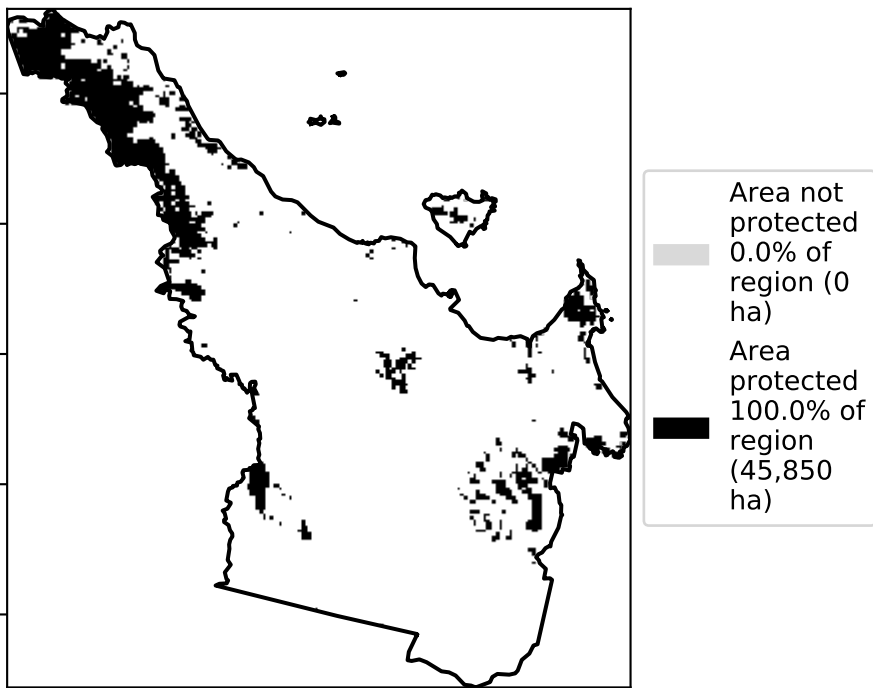 Area not
protected
0.0% of
region (0
ha)
Area
protected
100.0% of
region
(45,850
ha)